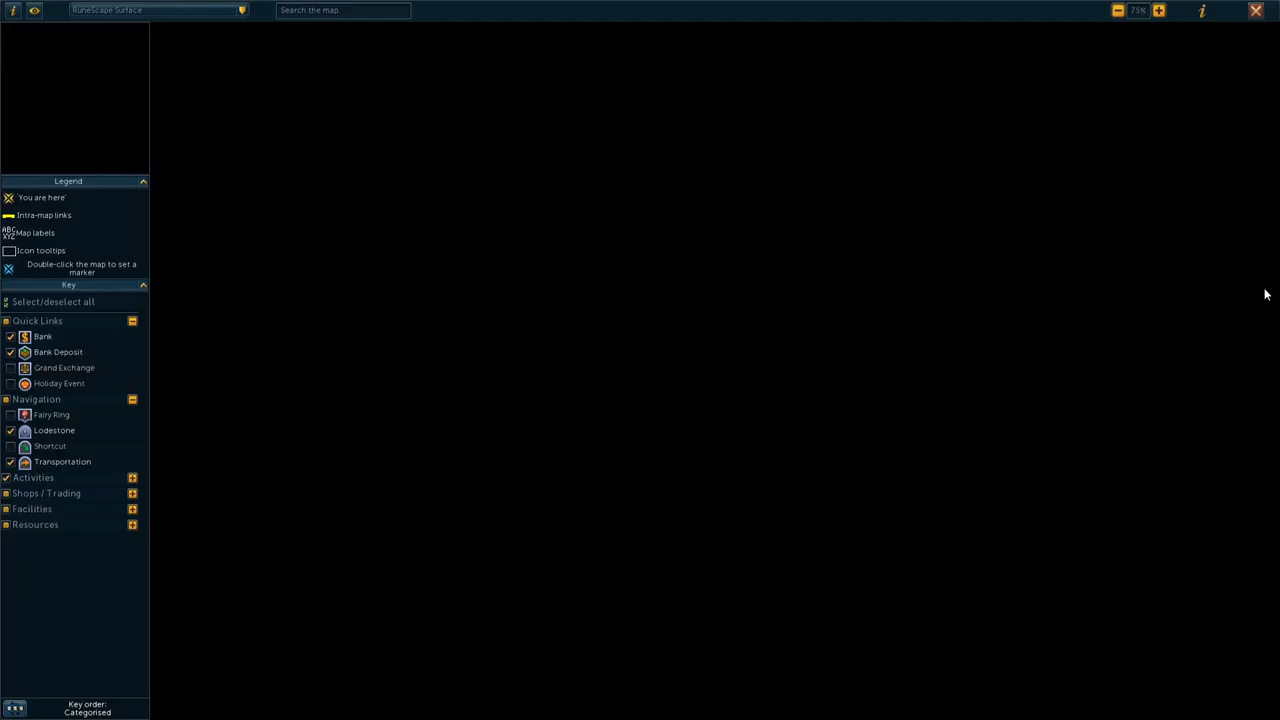 RuneScape Surface
Search the map.
75%
Legend
'You are here'
Intra-map links
ABC
XYZ
Map labels
Icon tooltips
Double-click the map to set a
marker
Key
Select/deselect all
Quick Links
Bank
Bank Deposit
Grand Exchange
Holiday Event
Navigation
Fairy Ring
Lodestone
Shortcut
Transportation
Activities
Shops / Trading
Facilities
Resources
Key order:
Categorised